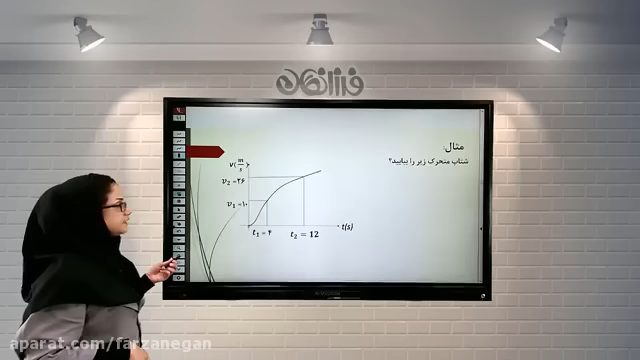 فرزانگان
مثال:
شتاب متحرک زیر را بیابید؟
v(m/s)
v₂ =۲۶
v₁ =۱۰
t₁ = ۴
t₂ = 12
t(s)
aparat.com/farzanegan